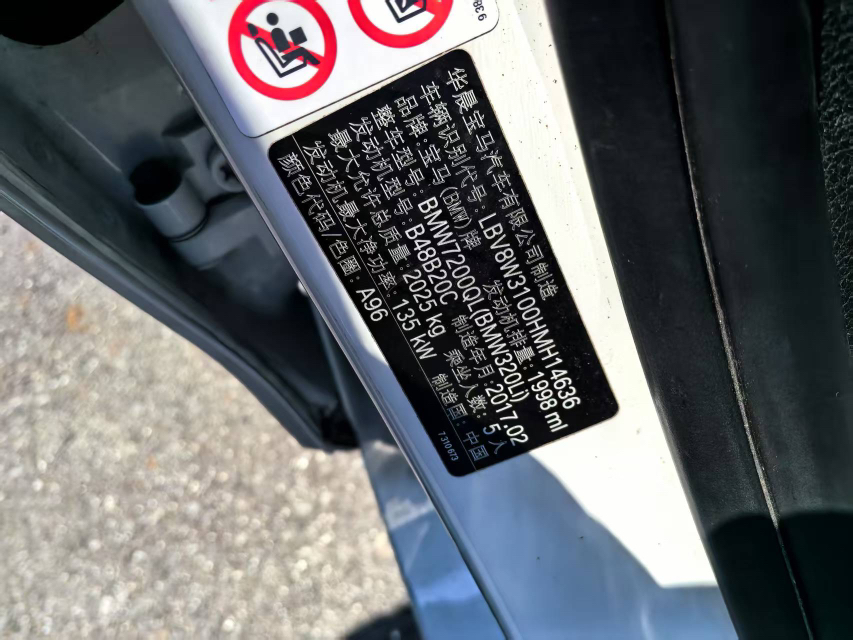 华晨宝马汽车有限公司制造
车辆识别代号: LBV8W3100HMH14636
品牌: 宝马(BMW)牌 发动机排量: 1998 ml
整车型号: BMW7200QL(BMW320Li)
发动机型号: B48B20C 制造年月: 2017.02
最大允许总质量: 2025 kg 乘坐人数: 5 人
发动机最大净功率: 135 kW 制造国: 中国
颜色代码/色圈: A96
7 310 673